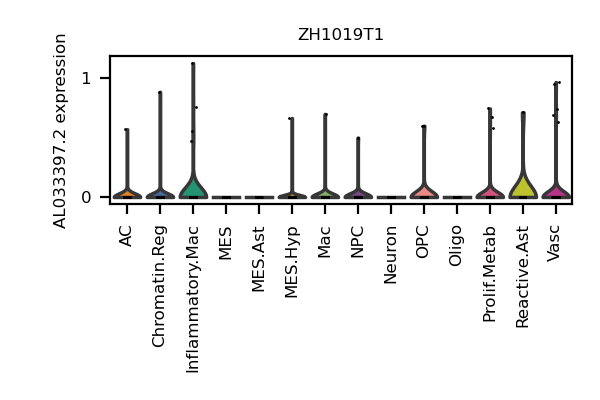 ZH1019T1
AL033397.2 expression
1
0
AC
Chromatin.Reg
Inflammatory.Mac
MES
MES.Ast
MES.Hyp
Mac
NPC
Neuron
OPC
Oligo
Prolif.Metab
Reactive.Ast
Vasc